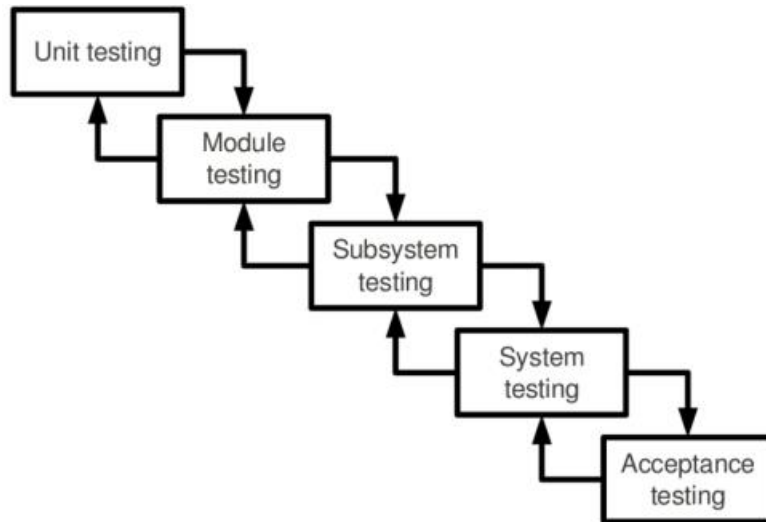 Unit testing
Module
testing
Subsystem
testing
System
testing
Acceptance
testing